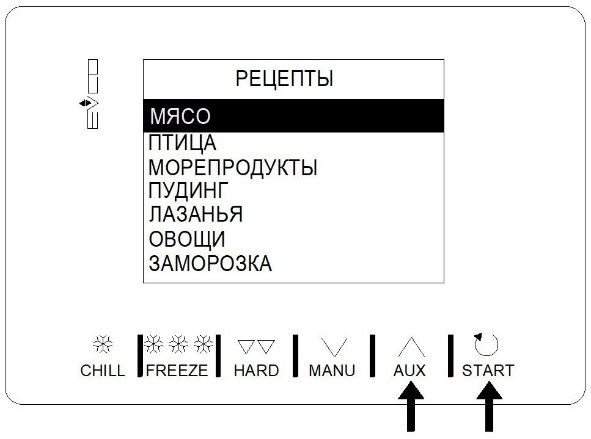 РЕЦЕПТЫ
МЯСО
ПТИЦА
МОРЕПРОДУКТЫ
ПУДИНГ
ЛАЗАНЬЯ
ОВОЩИ
ЗАМОРОЗКА
CHILL FREEZE HARD MANU AUX START